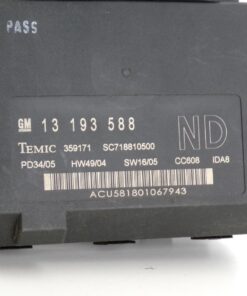 PASS
GM 13 193 588 ND
TEMIC 359171 SC718810500
PD34/05 HW49/04 SW16/05 CC608 IDA8
ACU581801067943